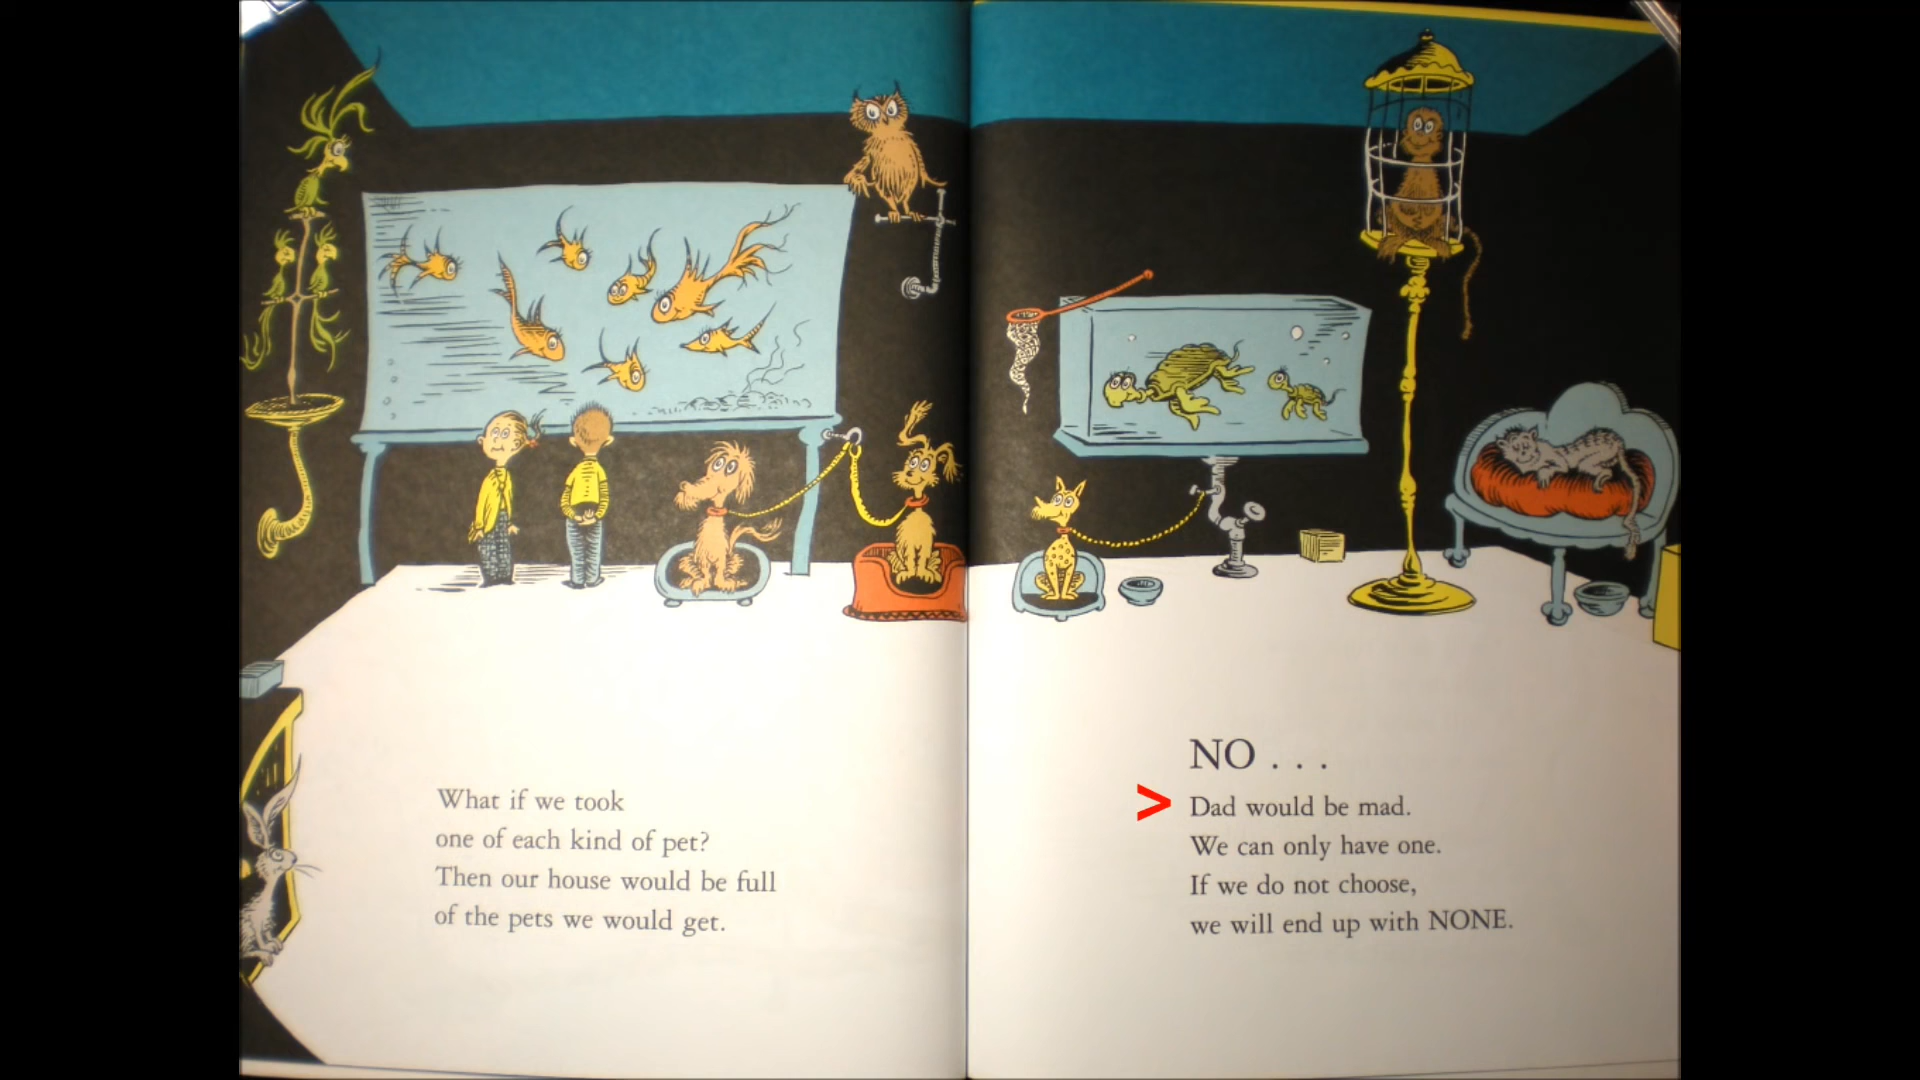 What if we took
one of each kind of pet?
Then our house would be full
of the pets we would get.
NO . . .
> Dad would be mad.
We can only have one.
If we do not choose,
we will end up with NONE.